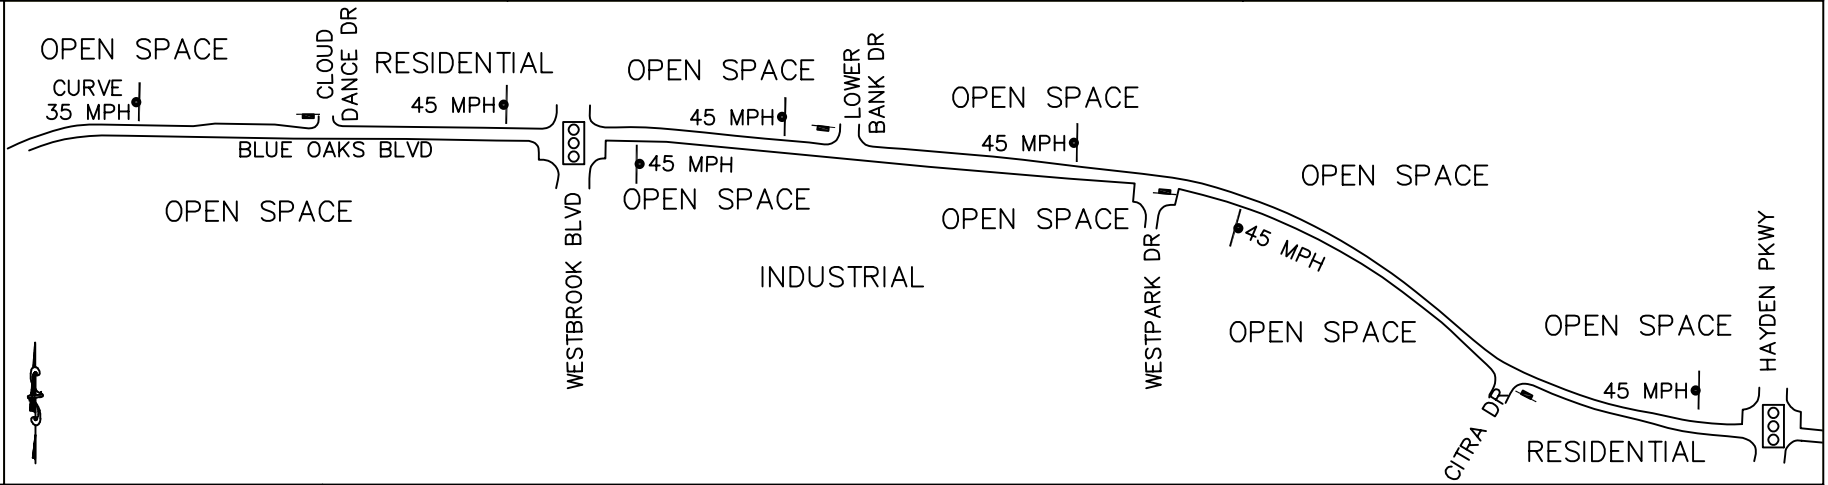 OPEN SPACE
CURVE
35 MPH
CLOUD
DANCE DR
RESIDENTIAL
45 MPH
BLUE OAKS BLVD
OPEN SPACE
OPEN SPACE
45 MPH
45 MPH
OPEN SPACE
WESTBROOK BLVD
LOWER
BANK DR
OPEN SPACE
45 MPH
OPEN SPACE
INDUSTRIAL
WESTPARK DR
OPEN SPACE
45 MPH
OPEN SPACE
OPEN SPACE
45 MPH
HAYDEN PKWY
CITRA DR
RESIDENTIAL